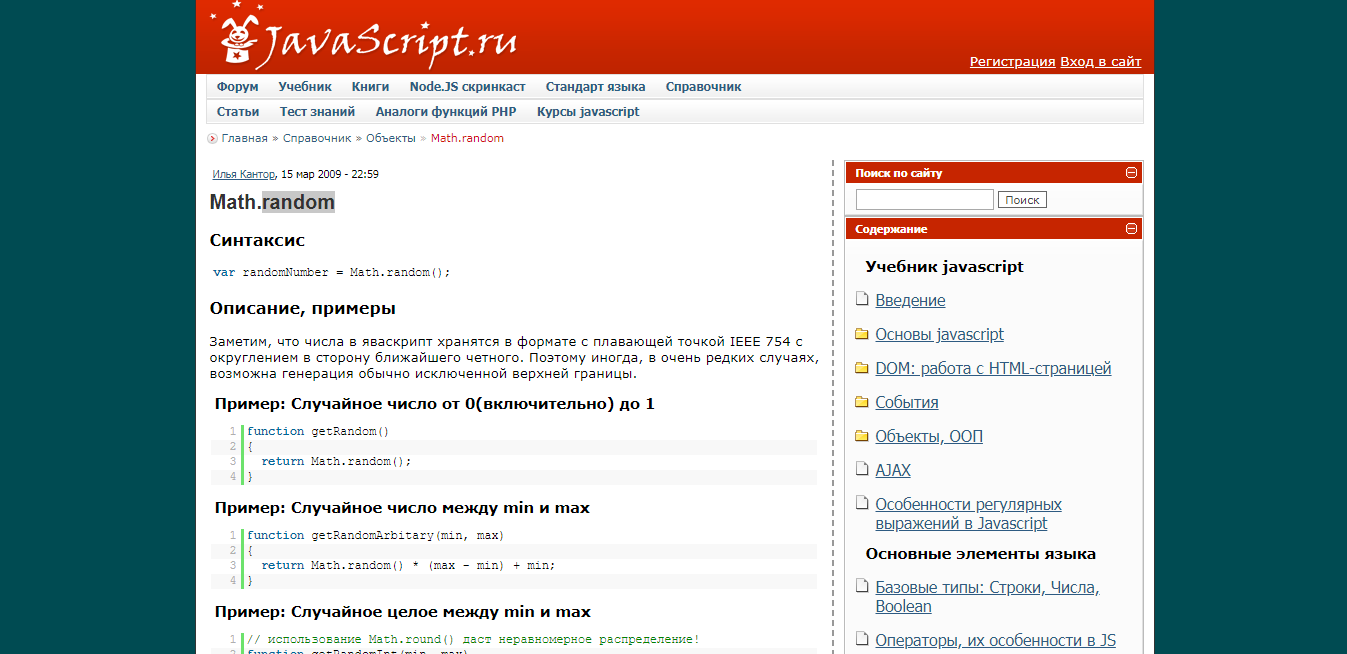 JavaScript.ru
Регистрация Вход в сайт
Форум Учебник Книги Node.JS скринкаст Стандарт языка Справочник
Статьи Тест знаний Аналоги функций PHP Курсы javascript
Главная » Справочник » Объекты » Math.random
Илья Кантор, 15 мар 2009 - 22:59
Math.random
Синтаксис
var randomNumber = Math.random();
Описание, примеры
Заметим, что числа в яваскрипт хранятся в формате с плавающей точкой IEEE 754 с
округлением в сторону ближайшего четного. Поэтому иногда, в очень редких случаях,
возможна генерация обычно исключенной верхней границы.
Пример: Случайное число от 0(включительно) до 1
1 function getRandom()
2 {
3 return Math.random();
4 }
Пример: Случайное число между min и max
1 function getRandomArbitary(min, max)
2 {
3 return Math.random() * (max - min) + min;
4 }
Пример: Случайное целое между min и max
1 // использование Math.round() даст неравномерное распределение!
2 function getRandomInt(min, max)
Поиск по сайту
Поиск
Содержание
Учебник javascript
Введение
Основы javascript
DOM: работа с HTML-страницей
События
Объекты, ООП
AJAX
Особенности регулярных
выражений в Javascript
Основные элементы языка
Базовые типы: Строки, Числа,
Boolean
Операторы, их особенности в JS